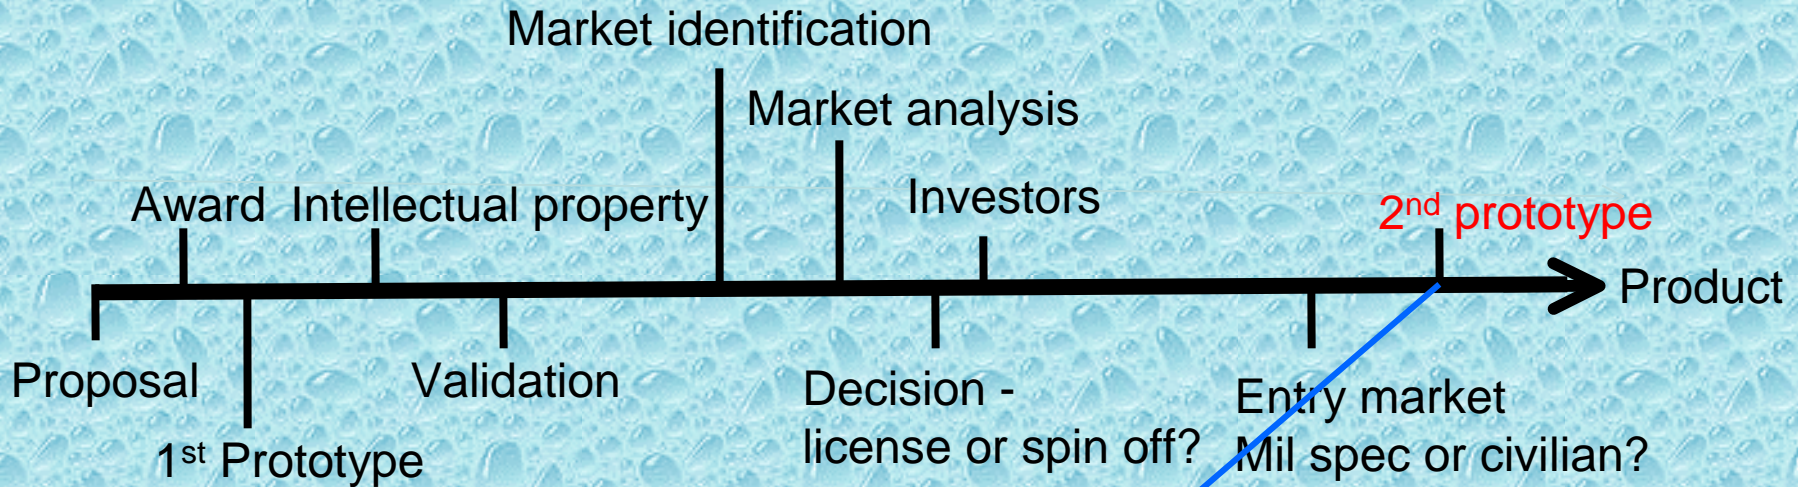 Market identification
Market analysis
Award
Intellectual property
Investors
2nd prototype
Product
Proposal
Validation
Decision -
license or spin off?
Entry market
Mil spec or civilian?
1st Prototype